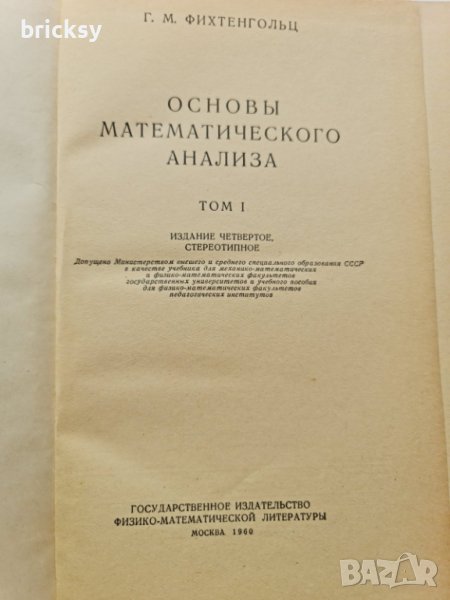 bricksy
Г. М. ФИХТЕНГОЛЬЦ
ОСНОВЫ
МАТЕМАТИЧЕСКОГО
АНАЛИЗА
ТОМ I
ИЗДАНИЕ ЧЕТВЕРТОЕ,
СТЕРЕОТИПНОЕ
Допущено Министерством высшего и среднего специального образования СССР
в качестве учебника для механико-математических
и физико-математических факультетов
государственных университетов и учебного пособия
для физико-математических факультетов
педагогических институтов
ГОСУДАРСТВЕННОЕ ИЗДАТЕЛЬСТВО
ФИЗИКО-МАТЕМАТИЧЕСКОЙ ЛИТЕРАТУРЫ
МОСКВА 1960
BAZAR